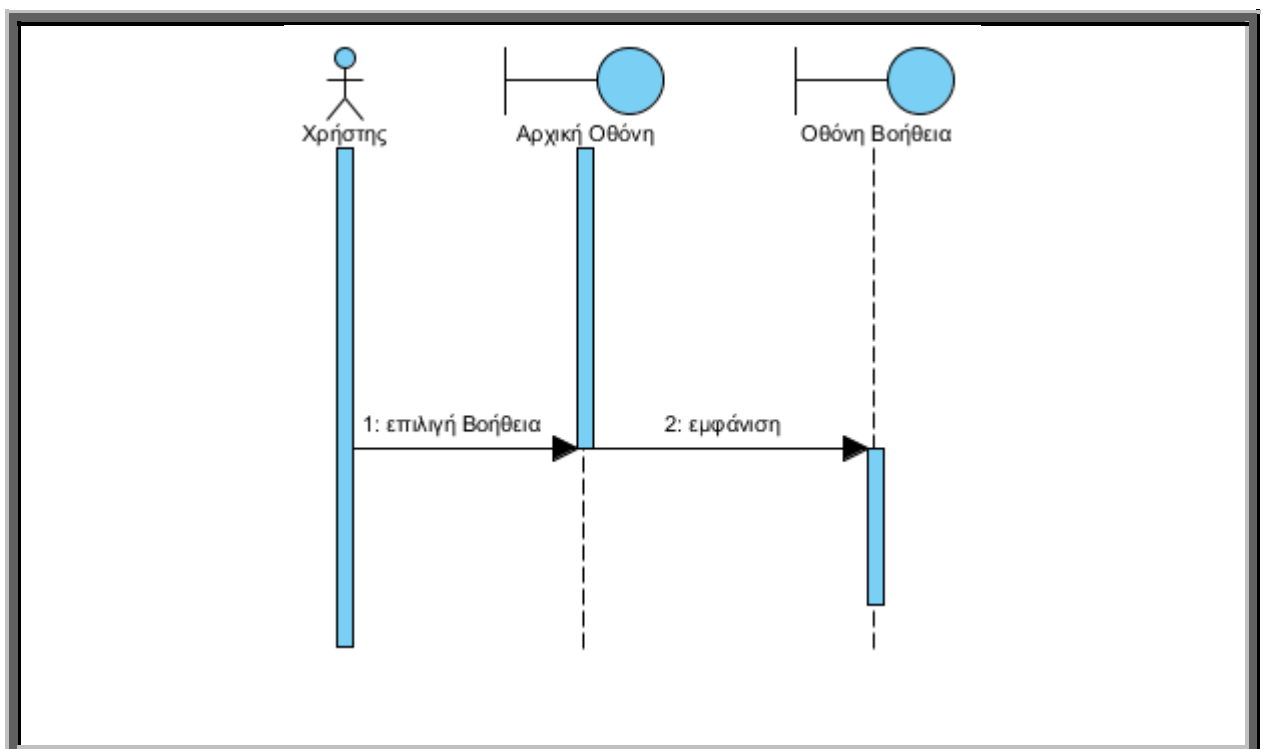 Χρήστης
Αρχική Οθόνη
Οθόνη Βοήθεια
1: επιλιγή Βοήθεια
2: εμφάνιση